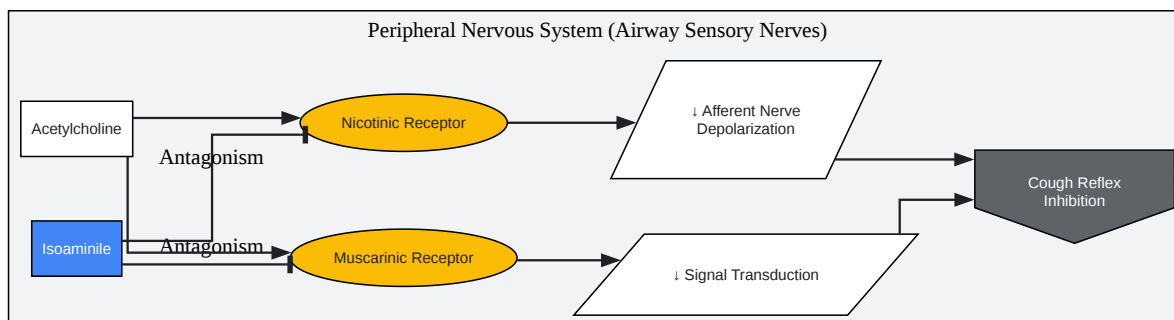 Peripheral Nervous System (Airway Sensory Nerves)
Acetylcholine
Nicotinic Receptor
↓ Afferent Nerve
Depolarization
Antagonism
Cough Reflex
Inhibition
Isoaminile
Antagonism
Muscarinic Receptor
↓ Signal Transduction